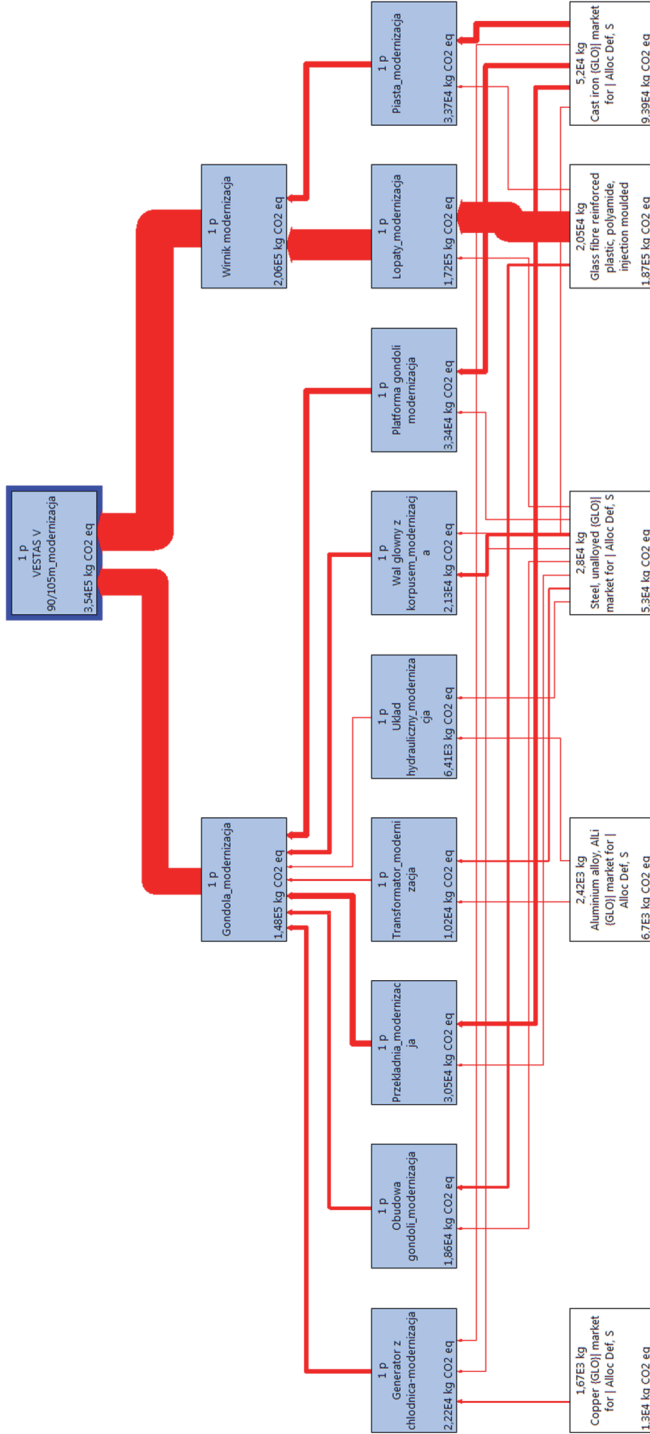 1 p
VESTAS V
90/105m_modernizacja
3,54E5 kg CO2 eq
1 p
Gondola_modernizacja
1,48E5 kg CO2 eq
1 p
Wirnik modernizacja
2,06E5 kg CO2 eq
1 p
Generator z
chlodnica-modernizacja
2,22E4 kg CO2 eq
1 p
Obudowa
gondoli_modernizacja
1,86E4 kg CO2 eq
1 p
Przekladnia_modernizac
ja
3,05E4 kg CO2 eq
1 p
Transformator_moderni
zacja
1,02E4 kg CO2 eq
1 p
Uklad
hydrauliczny_moderniza
cja
6,41E3 kg CO2 eq
1 p
Wal glowny z
korpusem_modernizacj
a
2,13E4 kg CO2 eq
1 p
Platforma gondoli
modernizacja
3,34E4 kg CO2 eq
1 p
Lopaty_modernizacja
1,72E5 kg CO2 eq
1 p
Piasta_modernizacja
3,37E4 kg CO2 eq
1,67E3 kg
Copper {GLO}| market
for | Alloc Def, S
1,3E4 kg CO2 eq
2,42E3 kg
Aluminium alloy, AlLi
{GLO}| market for |
Alloc Def, S
6,7E3 kg CO2 eq
2,8E4 kg
Steel, unalloyed {GLO}|
market for | Alloc Def, S
5,3E4 kg CO2 eq
2,05E4 kg
Glass fibre reinforced
plastic, polyamide,
injection moulded
1,87E5 kg CO2 eq
5,2E4 kg
Cast iron {GLO}| market
for | Alloc Def, S
9,39E4 kg CO2 eq